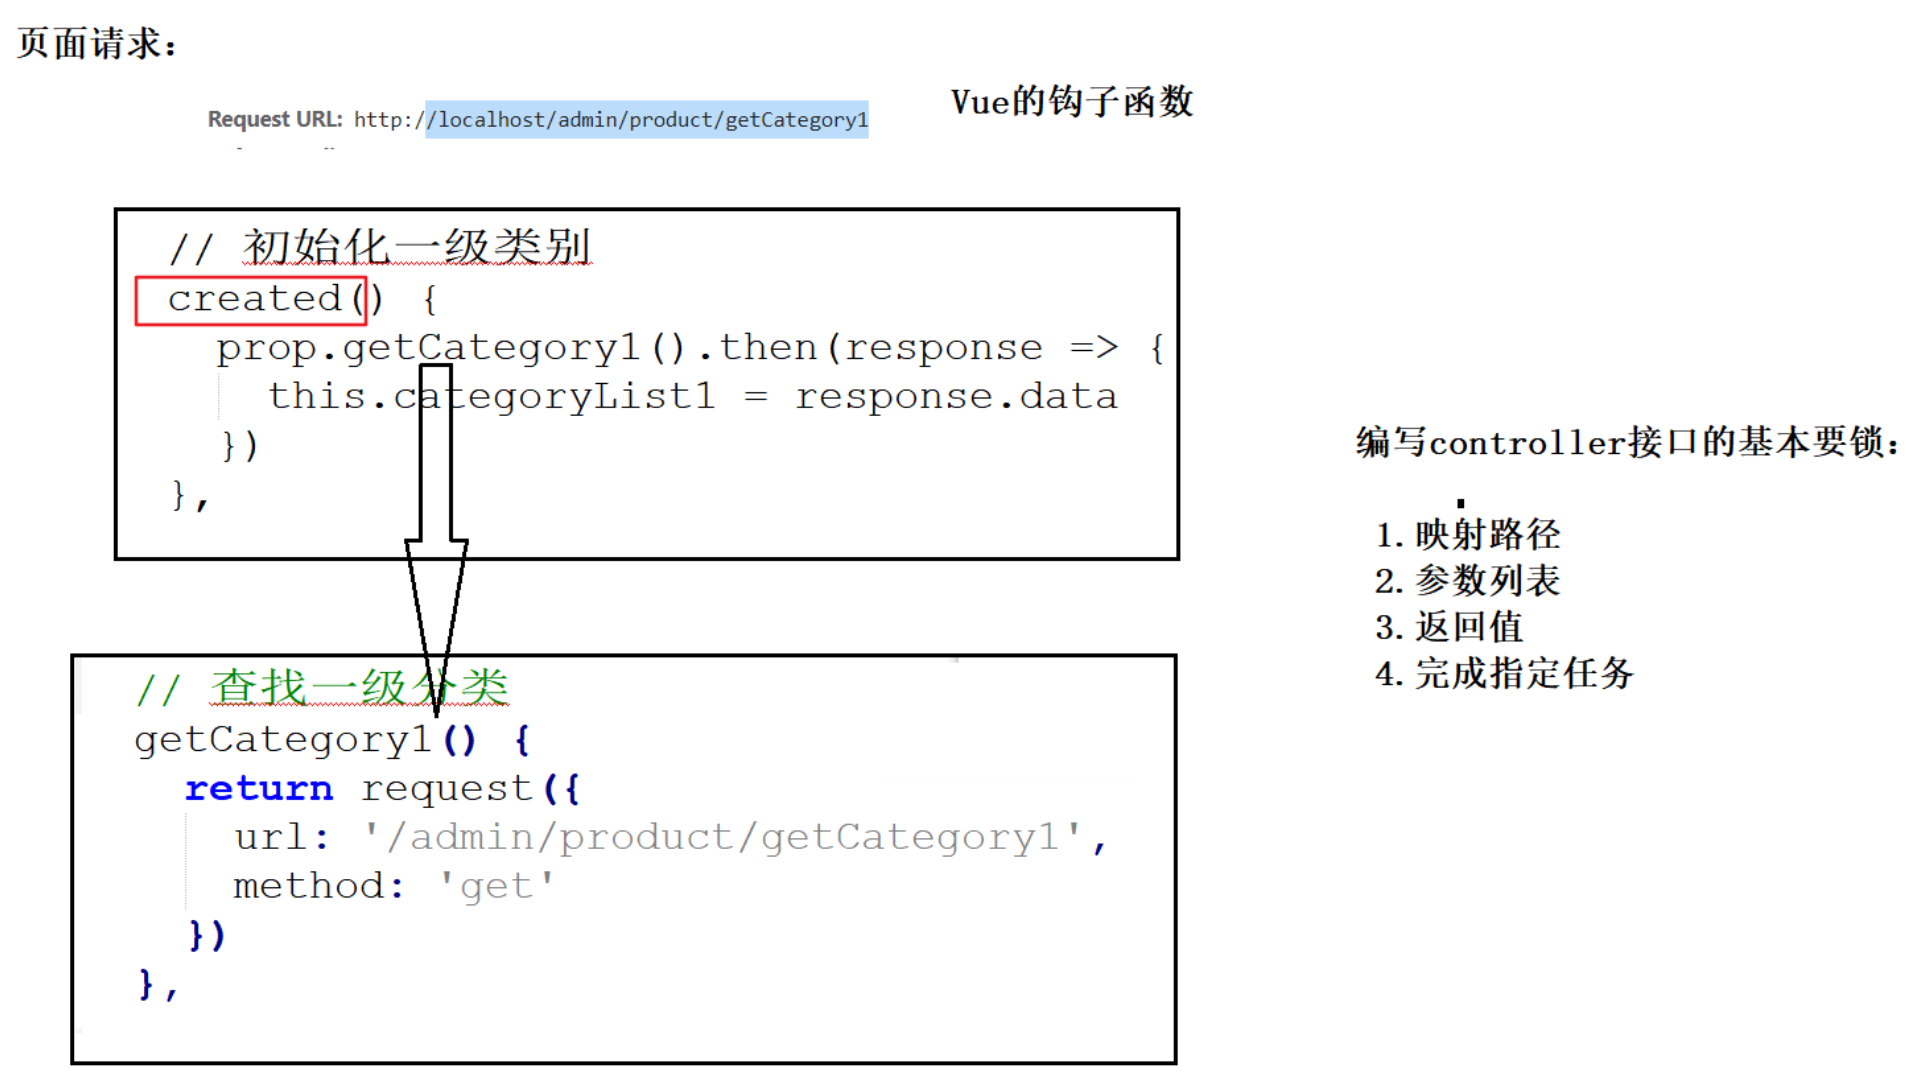 页面请求：
Request URL: http://localhost/admin/product/getCategory1
Vue的钩子函数
// 初始化一级类别
created() {
prop.getCategory1().then(response => {
this.categoryList1 = response.data
})
},
// 查找一级分类
getCategory1() {
return request({
url: '/admin/product/getCategory1',
method: 'get'
})
},
编写controller接口的基本要锁：
1.映射路径
2.参数列表
3.返回值
4.完成指定任务